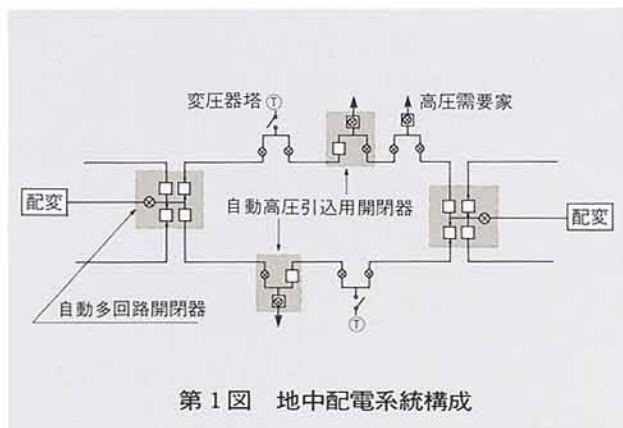 変圧器塔 Ⓣ
高圧需要家
配変
自動高圧引込用開閉器
配変
自動多回路開閉器
Ⓣ
第1図 地中配電系統構成